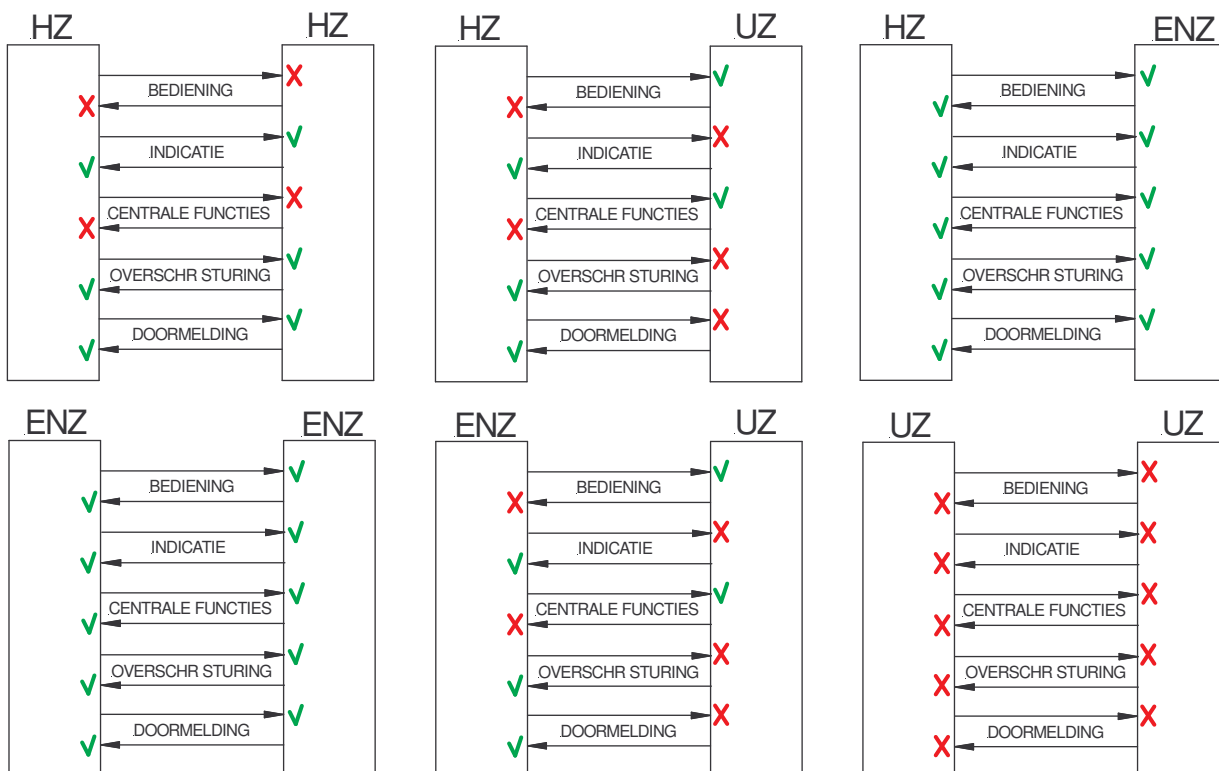 HZ HZ
BEDIENING
INDICATIE
CENTRALE FUNCTIES
OVERSCHR STURING
DOORMELDING
HZ UZ
BEDIENING
INDICATIE
CENTRALE FUNCTIES
OVERSCHR STURING
DOORMELDING
HZ ENZ
BEDIENING
INDICATIE
CENTRALE FUNCTIES
OVERSCHR STURING
DOORMELDING
ENZ ENZ
BEDIENING
INDICATIE
CENTRALE FUNCTIES
OVERSCHR STURING
DOORMELDING
ENZ UZ
BEDIENING
INDICATIE
CENTRALE FUNCTIES
OVERSCHR STURING
DOORMELDING
UZ UZ
BEDIENING
INDICATIE
CENTRALE FUNCTIES
OVERSCHR STURING
DOORMELDING